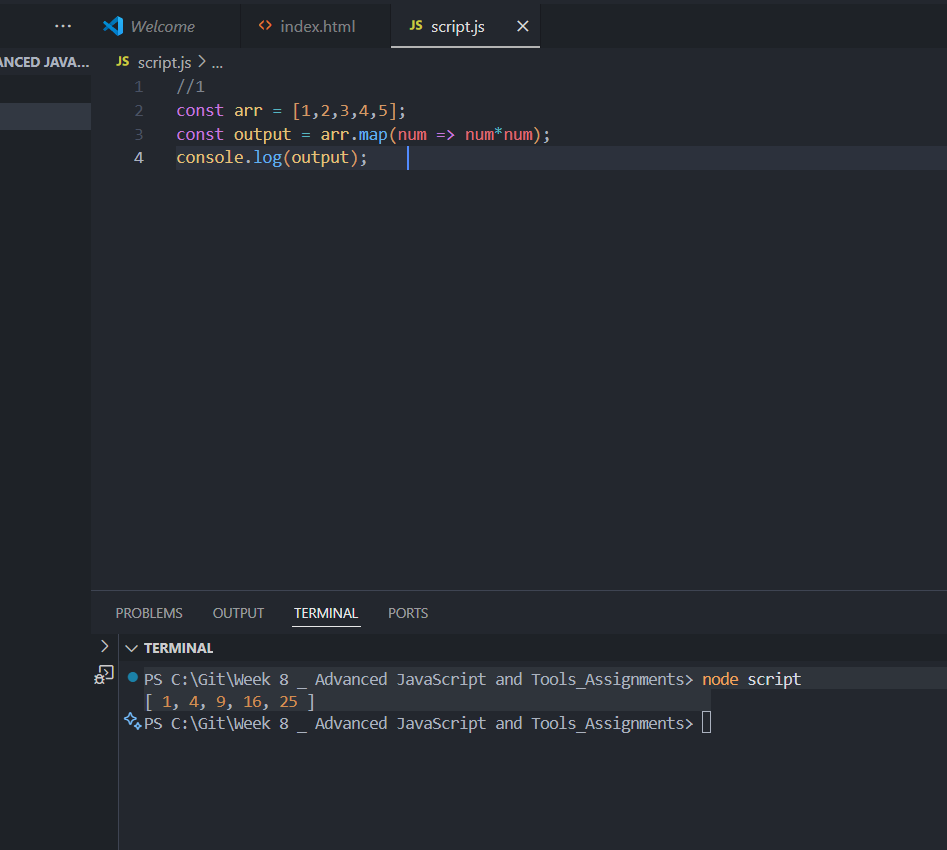 ... Welcome <> index.html JS script.js ×
ANCED JAVA... JS script.js > ...
1 //1
2 const arr = [1,2,3,4,5];
3 const output = arr.map(num => num*num);
4 console.log(output);
PROBLEMS OUTPUT TERMINAL PORTS
TERMINAL
PS C:\Git\Week 8 _ Advanced JavaScript and Tools_Assignments> node script
[ 1, 4, 9, 16, 25 ]
PS C:\Git\Week 8 _ Advanced JavaScript and Tools_Assignments>